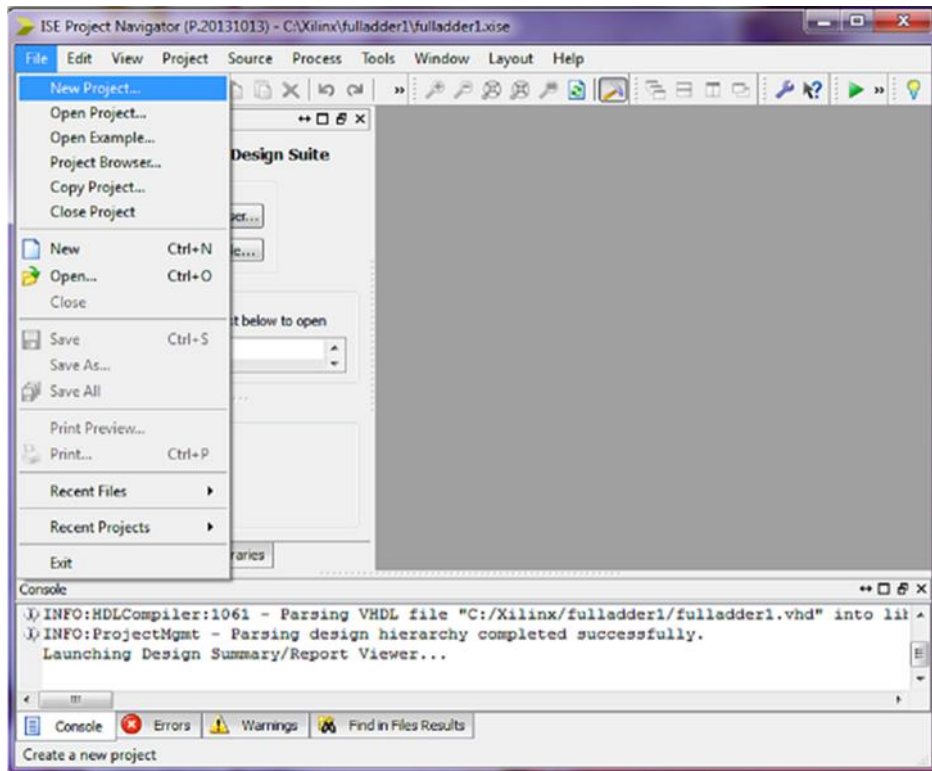 ISE Project Navigator (P.20131013) - C:\Xilinx\fulladder1\fulladder1.xise
File Edit View Project Source Process Tools Window Layout Help
New Project...
Open Project...
Open Example...
Project Browser...
Copy Project...
Close Project
New Ctrl+N
Open... Ctrl+O
Close
Save Ctrl+S
Save As...
Save All
Print Preview...
Print... Ctrl+P
Recent Files
Recent Projects
Exit
Design Suite
t below to open
Console
INFO:HDLCompiler:1061 - Parsing VHDL file "C:/Xilinx/fulladder1/fulladder1.vhd" into
INFO:ProjectMgmt - Parsing design hierarchy completed successfully.
Launching Design Summary/Report Viewer...
Console Errors Warnings Find in Files Results
Create a new project